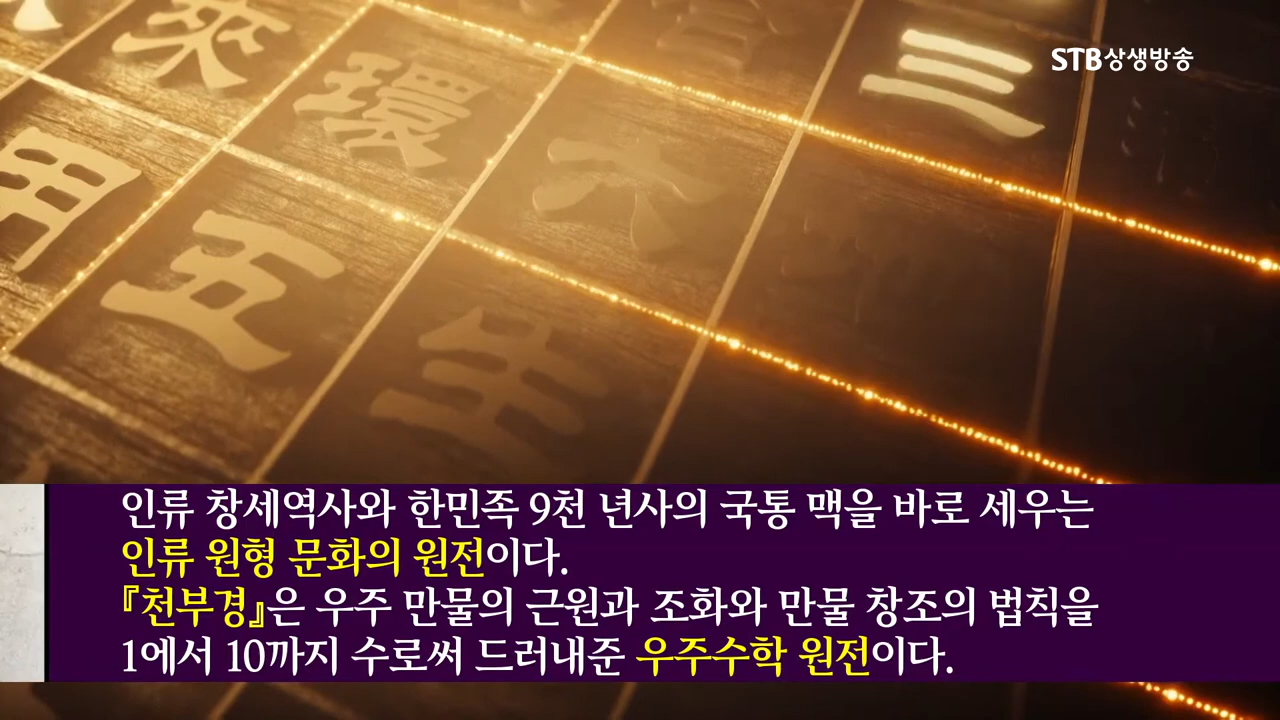 來
環
三
STB상생방송
六
用
五
生
인류 창세역사와 한민족 9천 년사의 국통 맥을 바로 세우는
인류 원형 문화의 원전이다.
『천부경』은 우주 만물의 근원과 조화와 만물 창조의 법칙을
1에서 10까지 수로써 드러내준 우주수학 원전이다.